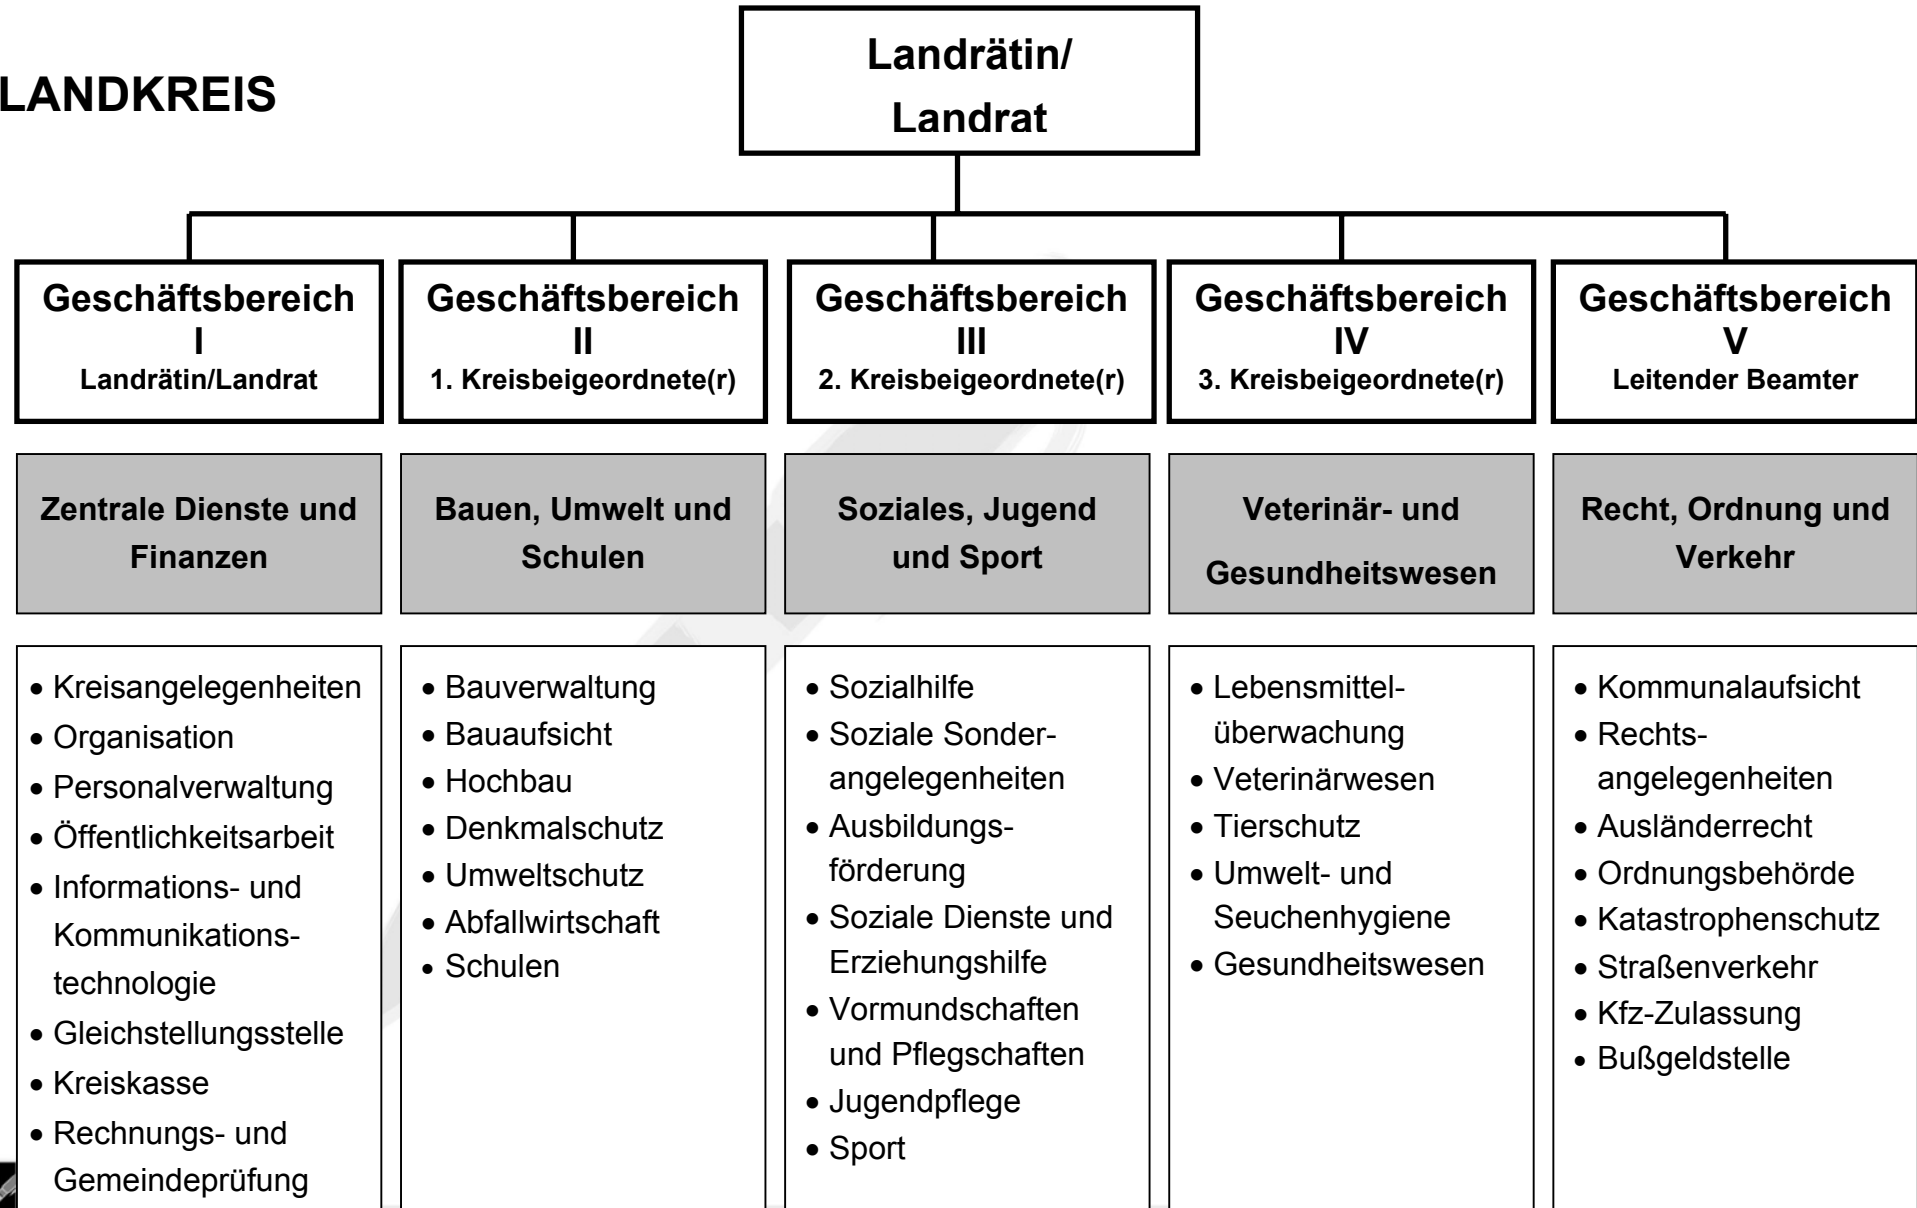 LANDKREIS
Landrätin/
Landrat
Geschäftsbereich
I
Landrätin/Landrat
Geschäftsbereich
II
1. Kreisbeigeordnete(r)
Geschäftsbereich
III
2. Kreisbeigeordnete(r)
Geschäftsbereich
IV
3. Kreisbeigeordnete(r)
Geschäftsbereich
V
Leitender Beamter
Zentrale Dienste und
Finanzen
Bauen, Umwelt und
Schulen
Soziales, Jugend
und Sport
Veterinär- und
Gesundheitswesen
Recht, Ordnung und
Verkehr
• Kreisangelegenheiten
• Organisation
• Personalverwaltung
• Öffentlichkeitsarbeit
• Informations- und
Kommunikations-
technologie
• Gleichstellungsstelle
• Kreiskasse
• Rechnungs- und
Gemeindeprüfung
• Bauverwaltung
• Bauaufsicht
• Hochbau
• Denkmalschutz
• Umweltschutz
• Abfallwirtschaft
• Schulen
• Sozialhilfe
• Soziale Sonder-
angelegenheiten
• Ausbildungs-
förderung
• Soziale Dienste und
Erziehungshilfe
• Vormundschaften
und Pflegschaften
• Jugendpflege
• Sport
• Lebensmittel-
überwachung
• Veterinärwesen
• Tierschutz
• Umwelt- und
Seuchenhygiene
• Gesundheitswesen
• Kommunalaufsicht
• Rechts-
angelegenheiten
• Ausländerrecht
• Ordnungsbehörde
• Katastrophenschutz
• Straßenverkehr
• Kfz-Zulassung
• Bußgeldstelle